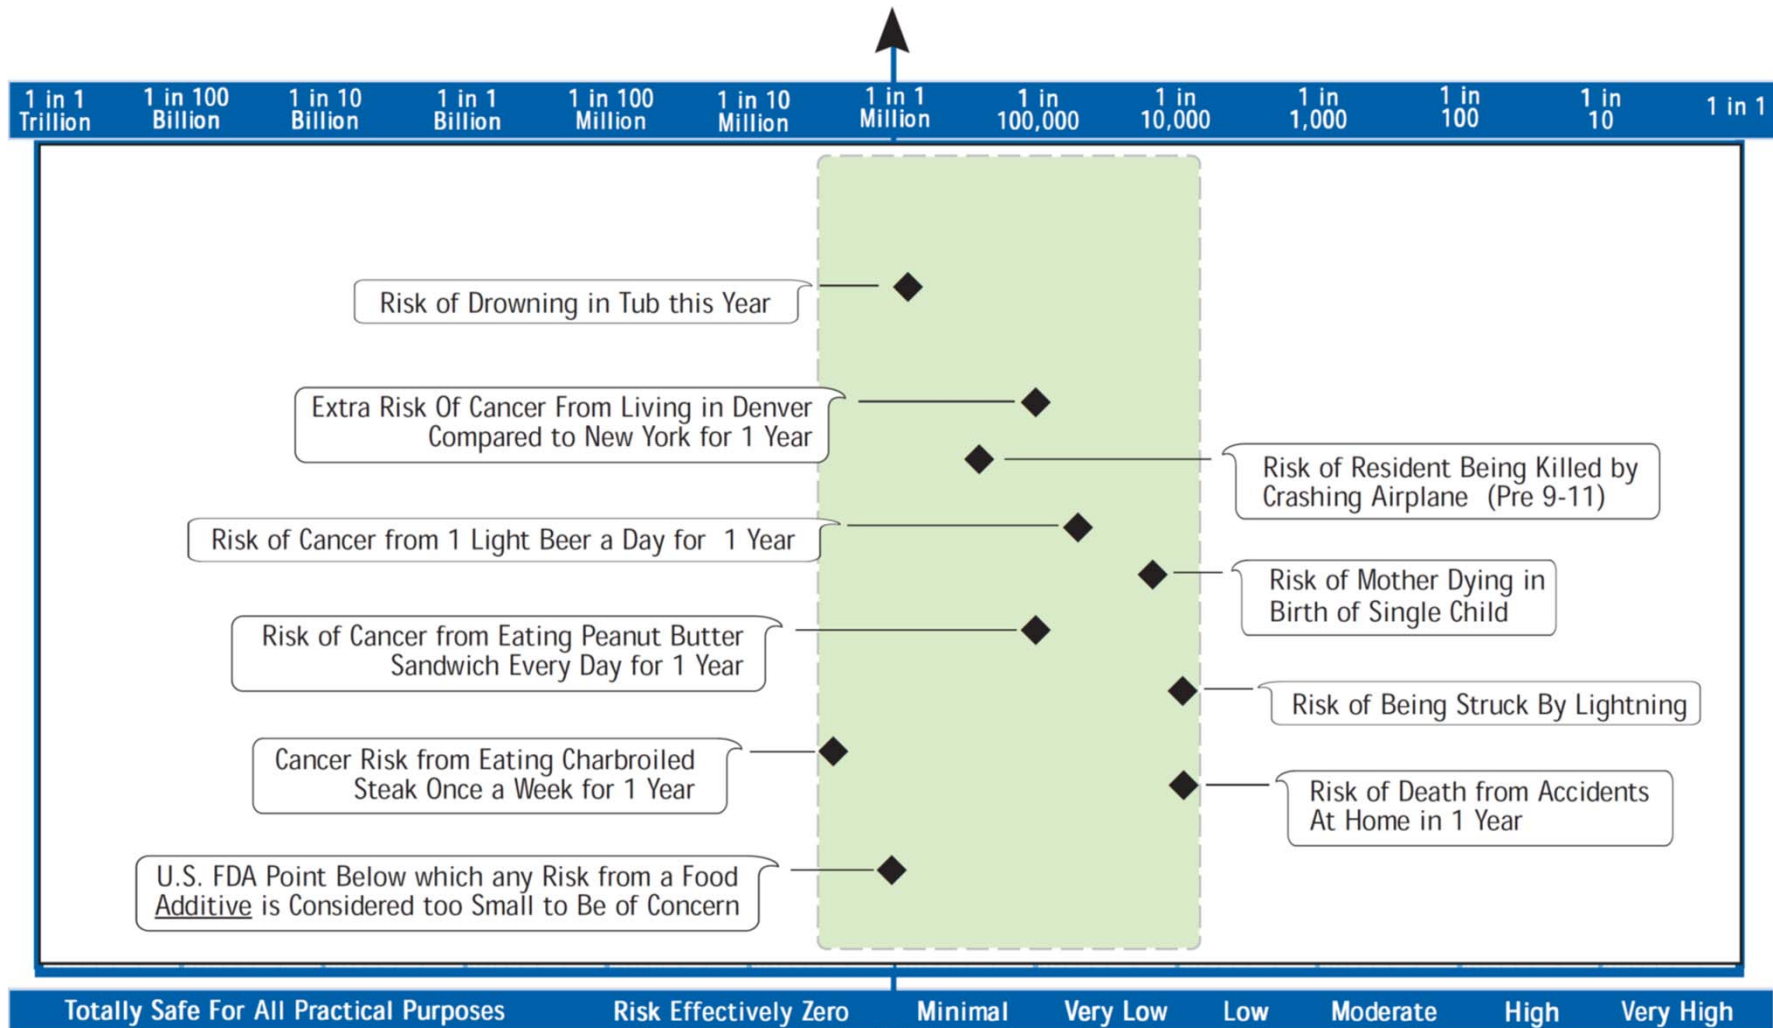 1 in 1 Trillion
1 in 100 Billion
1 in 10 Billion
1 in 1 Billion
1 in 100 Million
1 in 10 Million
1 in 1 Million
1 in 100,000
1 in 10,000
1 in 1,000
1 in 100
1 in 10
1 in 1
Risk of Drowning in Tub this Year
Extra Risk Of Cancer From Living in Denver
Compared to New York for 1 Year
Risk of Resident Being Killed by
Crashing Airplane (Pre 9-11)
Risk of Cancer from 1 Light Beer a Day for 1 Year
Risk of Mother Dying in
Birth of Single Child
Risk of Cancer from Eating Peanut Butter
Sandwich Every Day for 1 Year
Risk of Being Struck By Lightning
Cancer Risk from Eating Charbroiled
Steak Once a Week for 1 Year
Risk of Death from Accidents
At Home in 1 Year
U.S. FDA Point Below which any Risk from a Food
Additive is Considered too Small to Be of Concern
Totally Safe For All Practical Purposes
Risk Effectively Zero
Minimal
Very Low
Low
Moderate
High
Very High